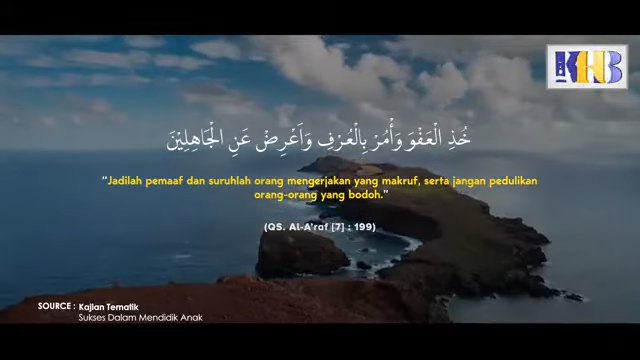 KHB
خُذِ الْعَفْوَ وَأْمُرْ بِالْعُرْفِ وَاَعْرِضْ عَنِ الْجَاهِلِيْنَ
“Jadilah pemaaf dan suruhlah orang mengerjakan yang makruf, serta jangan pedulikan
orang-orang yang bodoh.”
(QS. Al-A'raf [7] : 199)
SOURCE : Kajian Tematik
Sukses Dalam Mendidik Anak